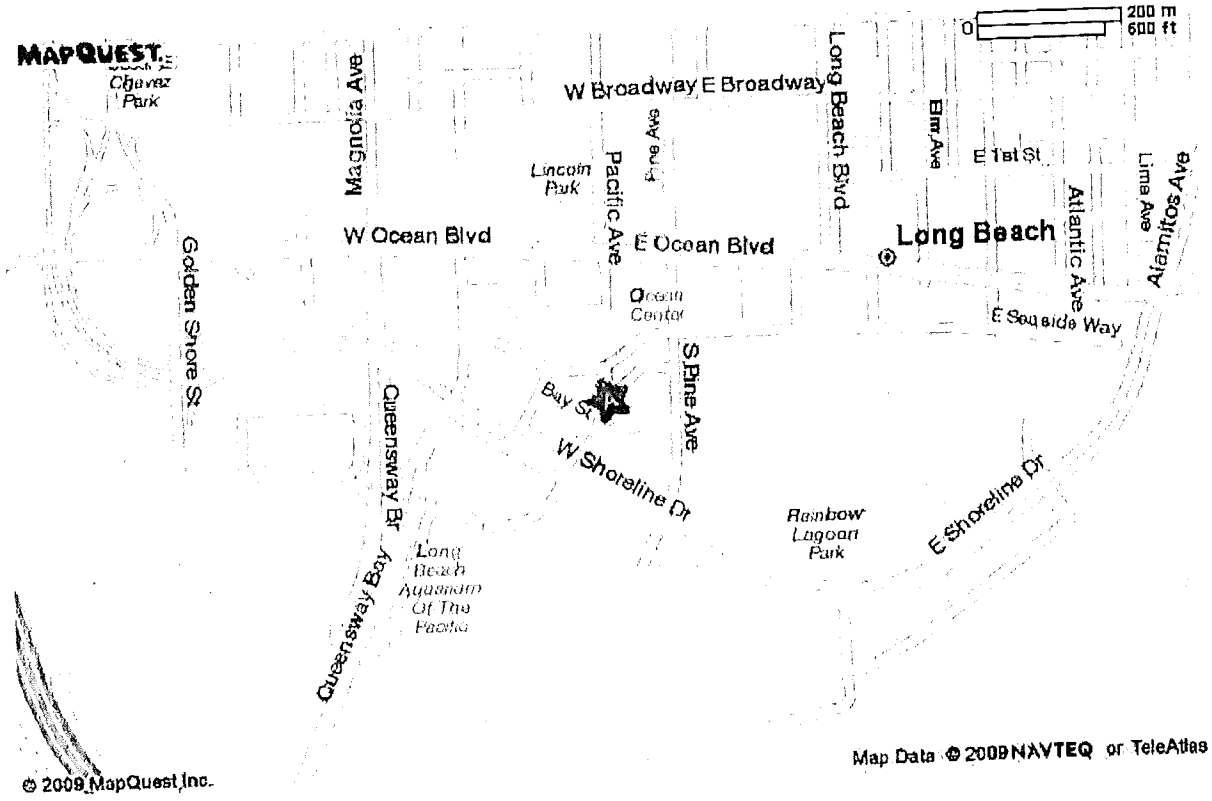 200 m
0
600 ft
MAPQUEST
Chavez
Park
Magnolia Ave
W Broadway E Broadway
Long Beach Blvd
Pine Ave
Elm Ave
E 1st St
Lincoln
Park
Pacific Ave
Lima Ave
Alamitos Ave
Atlantic Ave
W Ocean Blvd
E Ocean Blvd
Long Beach
Golden Shore St
Ocean
Center
E Seaside Way
S Pine Ave
Bay St
A
Queensway Br
W Shoreline Dr
Rainbow
Lagoon
Park
E Shoreline Dr
Long
Beach
Aquarium
Of The
Pacific
Queensway Bay
Map Data © 2009 NAVTEQ or TeleAtlas
© 2009 MapQuest Inc.